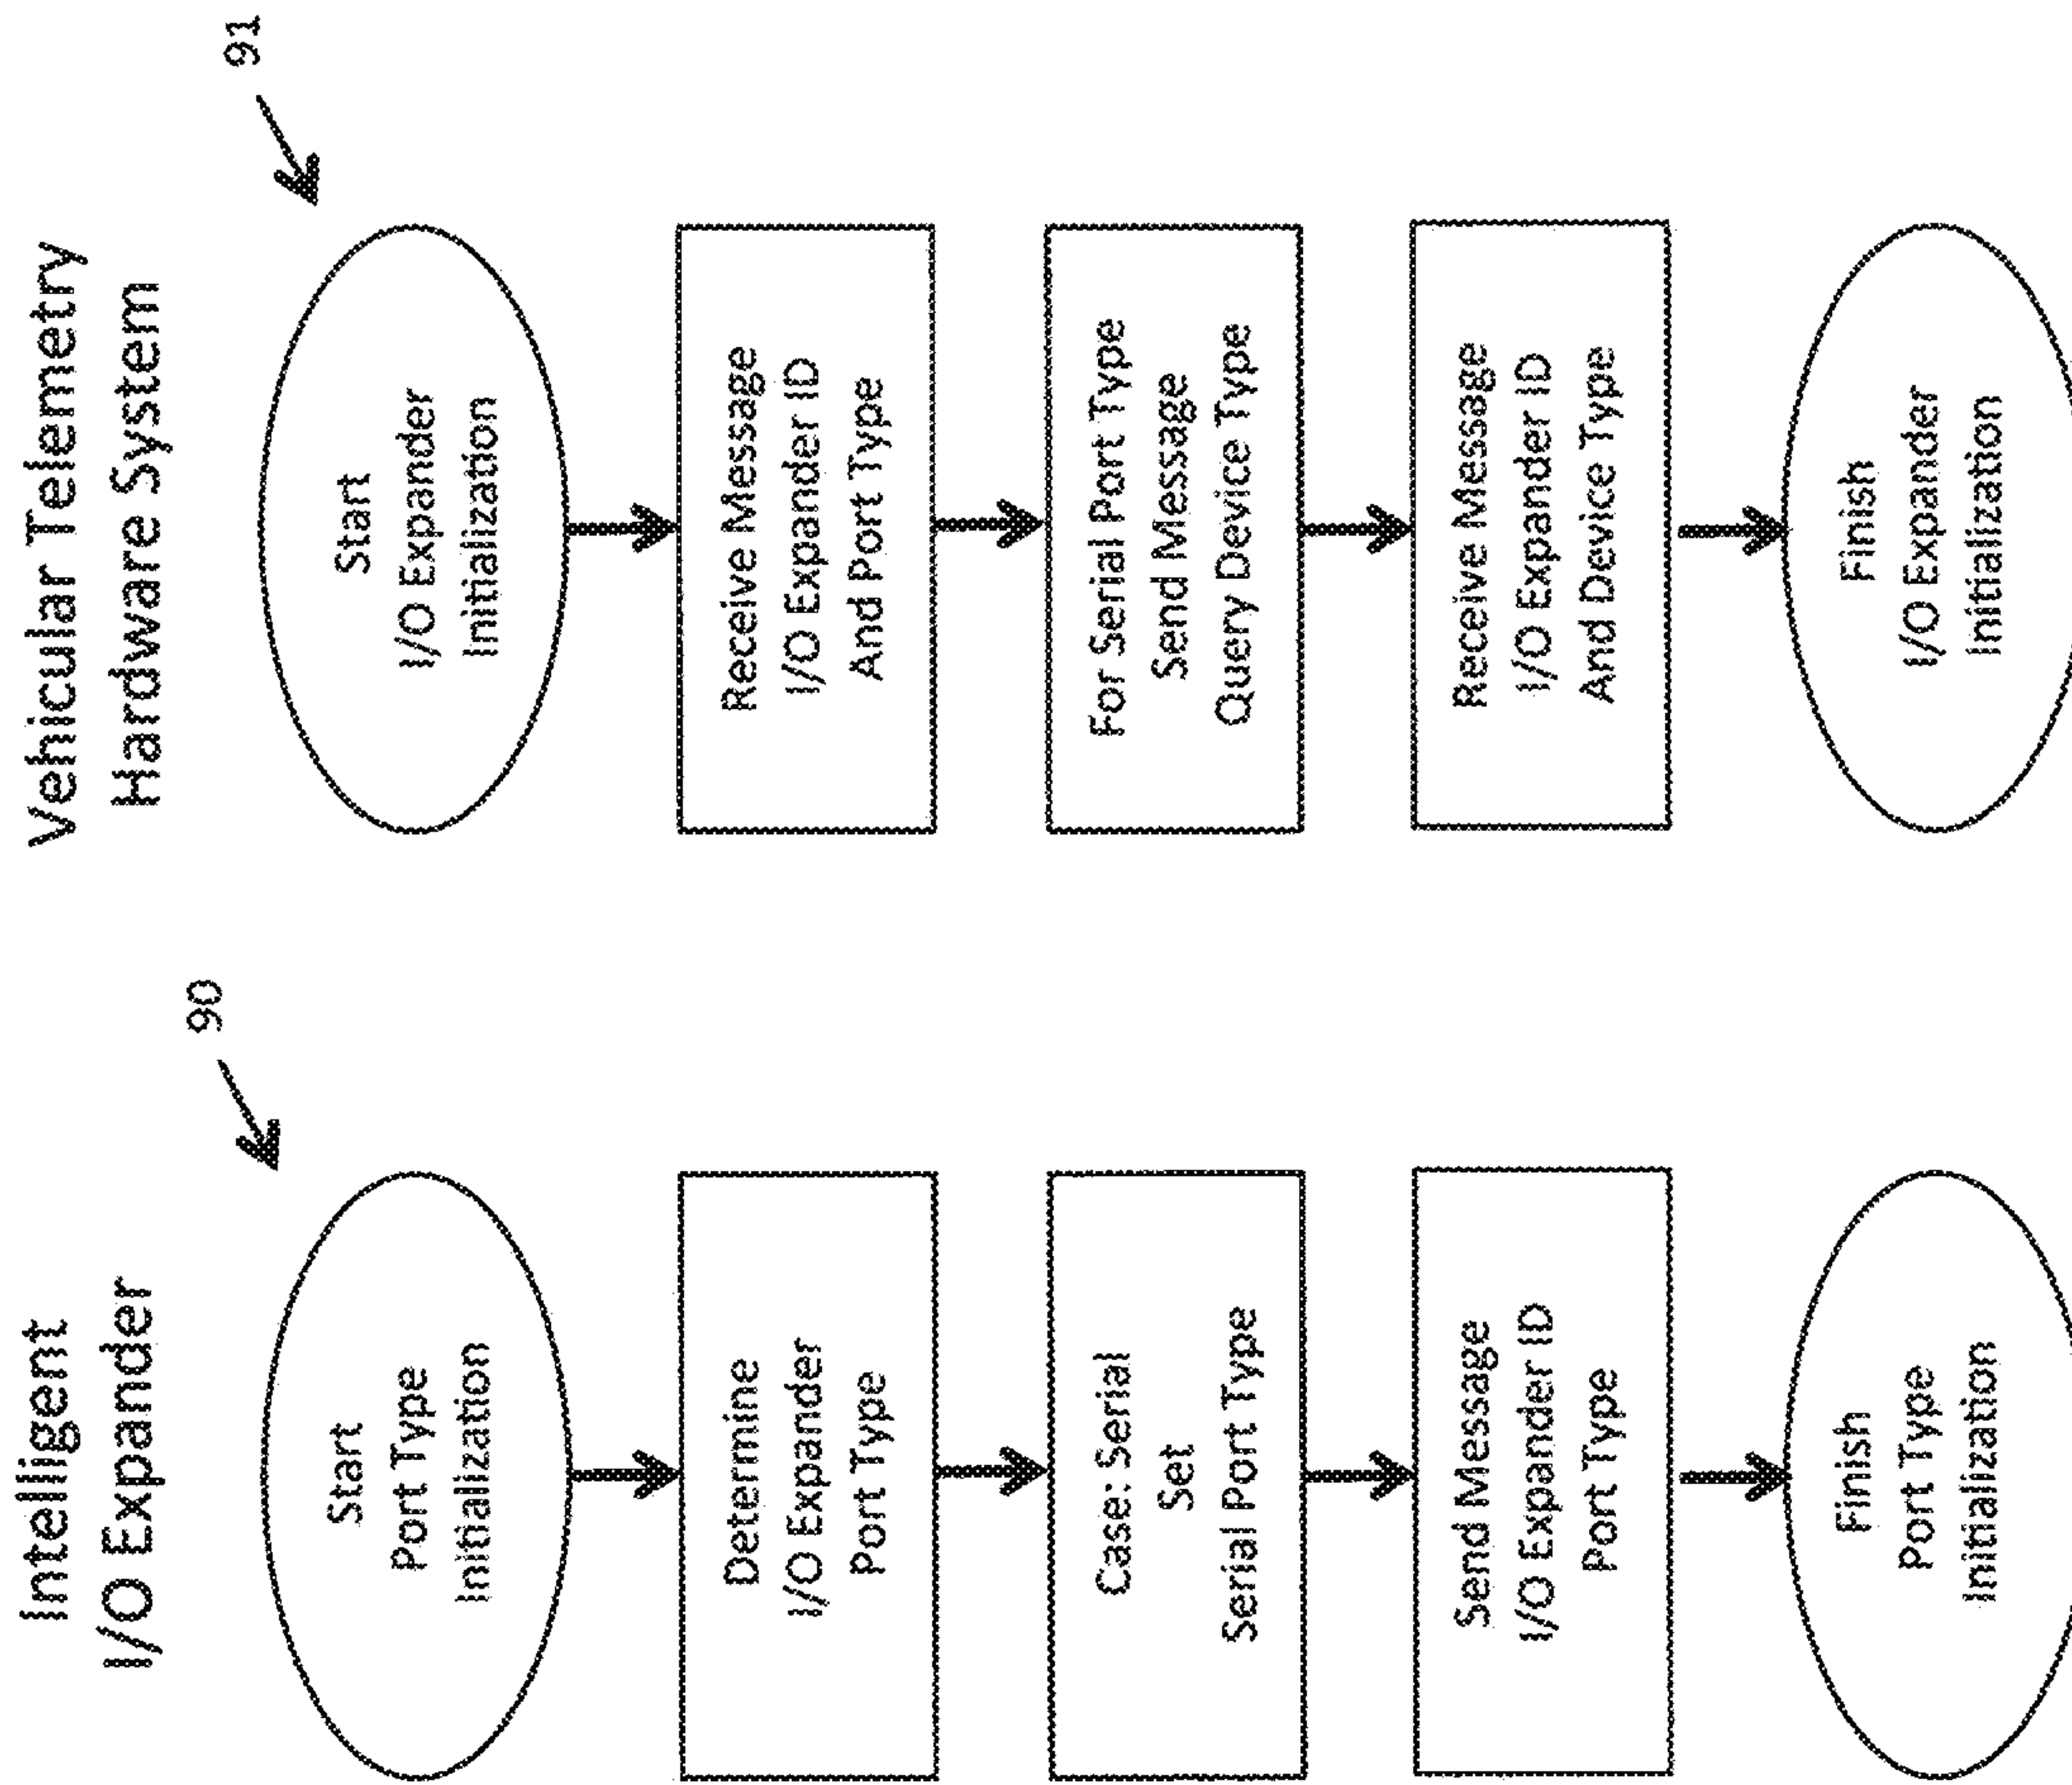 Intelligent
I/O Expander
90
Start
Port Type
Initialization
Determine
I/O Expander
Port Type
Case: Serial
Set
Serial Port Type
Send Message
I/O Expander ID
Port Type
Finish
Port Type
Initialization
Vehicular Telemetry
Hardware System
91
Start
I/O Expander
Initialization
Receive Message
I/O Expander ID
And Port Type
For Serial Port Type
Send Message
Query Device Type
Receive Message
I/O Expander ID
And Device Type
Finish
I/O Expander
Initialization